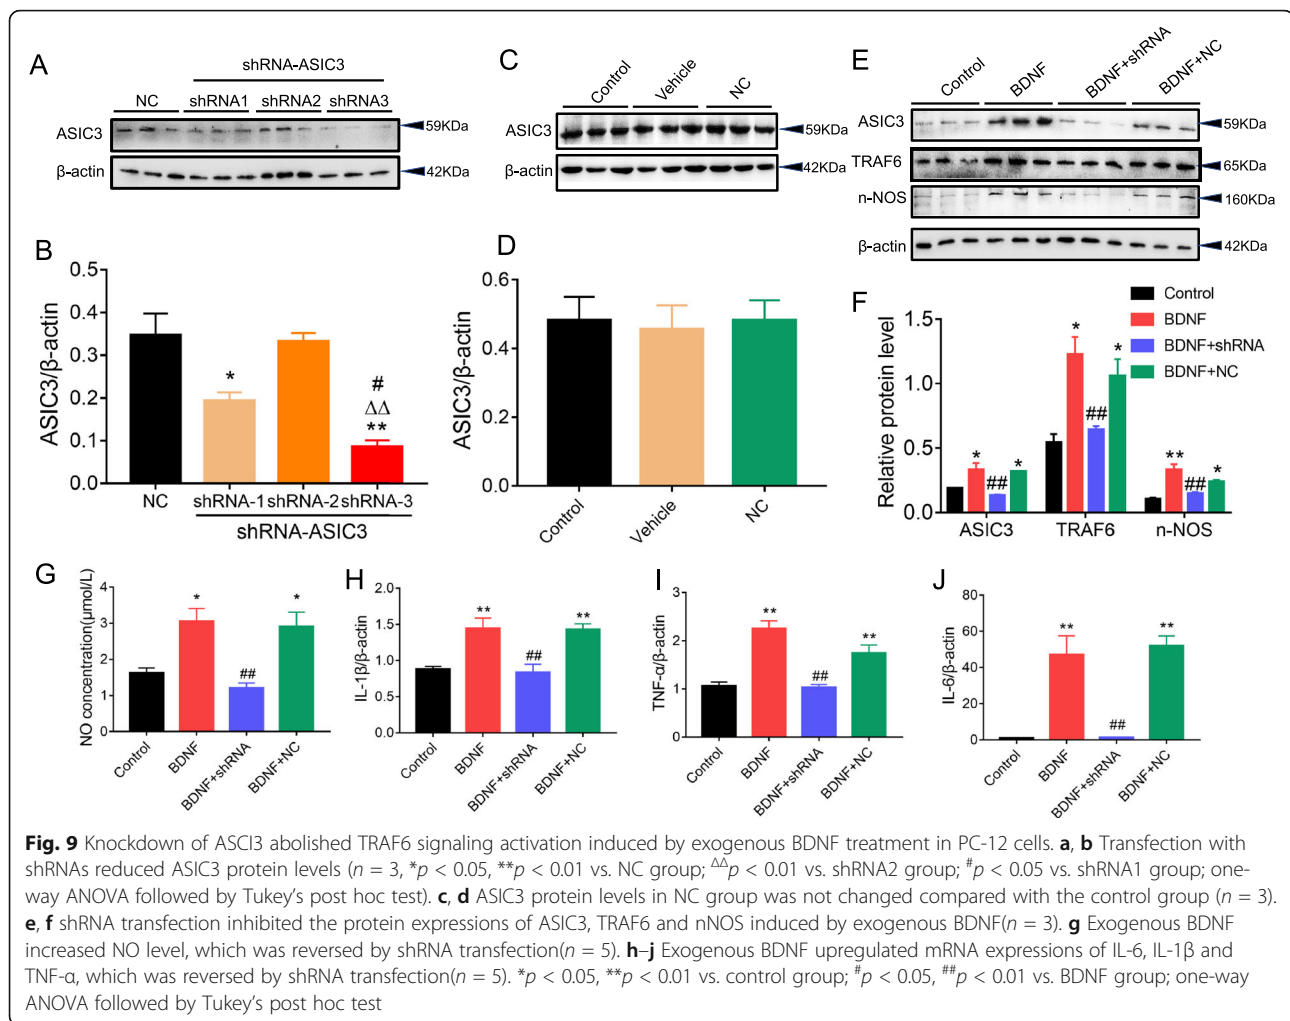 A
shRNA-ASIC3
NC shRNA1 shRNA2 shRNA3
ASIC3
59KDa
β-actin
42KDa
C
Control Vehicle NC
ASIC3
59KDa
β-actin
42KDa
E
Control BDNF BDNF+shRNA BDNF+NC
ASIC3
59KDa
TRAF6
65KDa
n-NOS
160KDa
β-actin
42KDa
B
ASIC3/β-actin
0.5
0.4
0.3
0.2
0.1
0.0
*
#
ΔΔ
**
NC shRNA-1 shRNA-2 shRNA-3
shRNA-ASIC3
D
ASIC3/β-actin
0.6
0.4
0.2
0.0
Control Vehicle NC
F
Control
BDNF
BDNF+shRNA
BDNF+NC
Relative protein level
1.5
1.0
0.5
0.0
* ## *
* ## *
** ## *
ASIC3 TRAF6 n-NOS
G
NO concentration(μmol/L)
4
3
2
1
0
* ## *
Control BDNF BDNF+shRNA BDNF+NC
H
IL-1β/β-actin
2.0
1.5
1.0
0.5
0.0
** ## **
Control BDNF BDNF+shRNA BDNF+NC
I
TNF-α/β-actin
3
2
1
0
** ## **
Control BDNF BDNF+shRNA BDNF+NC
J
IL-6/β-actin
80
60
40
20
0
** ## **
Control BDNF BDNF+shRNA BDNF+NC
Fig. 9 Knockdown of ASCI3 abolished TRAF6 signaling activation induced by exogenous BDNF treatment in PC-12 cells. a, b Transfection with
shRNAs reduced ASIC3 protein levels (n = 3, *p < 0.05, **p < 0.01 vs. NC group; ΔΔp < 0.01 vs. shRNA2 group; #p < 0.05 vs. shRNA1 group; one-
way ANOVA followed by Tukey's post hoc test). c, d ASIC3 protein levels in NC group was not changed compared with the control group (n = 3).
e, f shRNA transfection inhibited the protein expressions of ASIC3, TRAF6 and nNOS induced by exogenous BDNF(n = 3). g Exogenous BDNF
increased NO level, which was reversed by shRNA transfection(n = 5). h–j Exogenous BDNF upregulated mRNA expressions of IL-6, IL-1β and
TNF-α, which was reversed by shRNA transfection(n = 5). *p < 0.05, **p < 0.01 vs. control group; #p < 0.05, ##p < 0.01 vs. BDNF group; one-way
ANOVA followed by Tukey's post hoc test